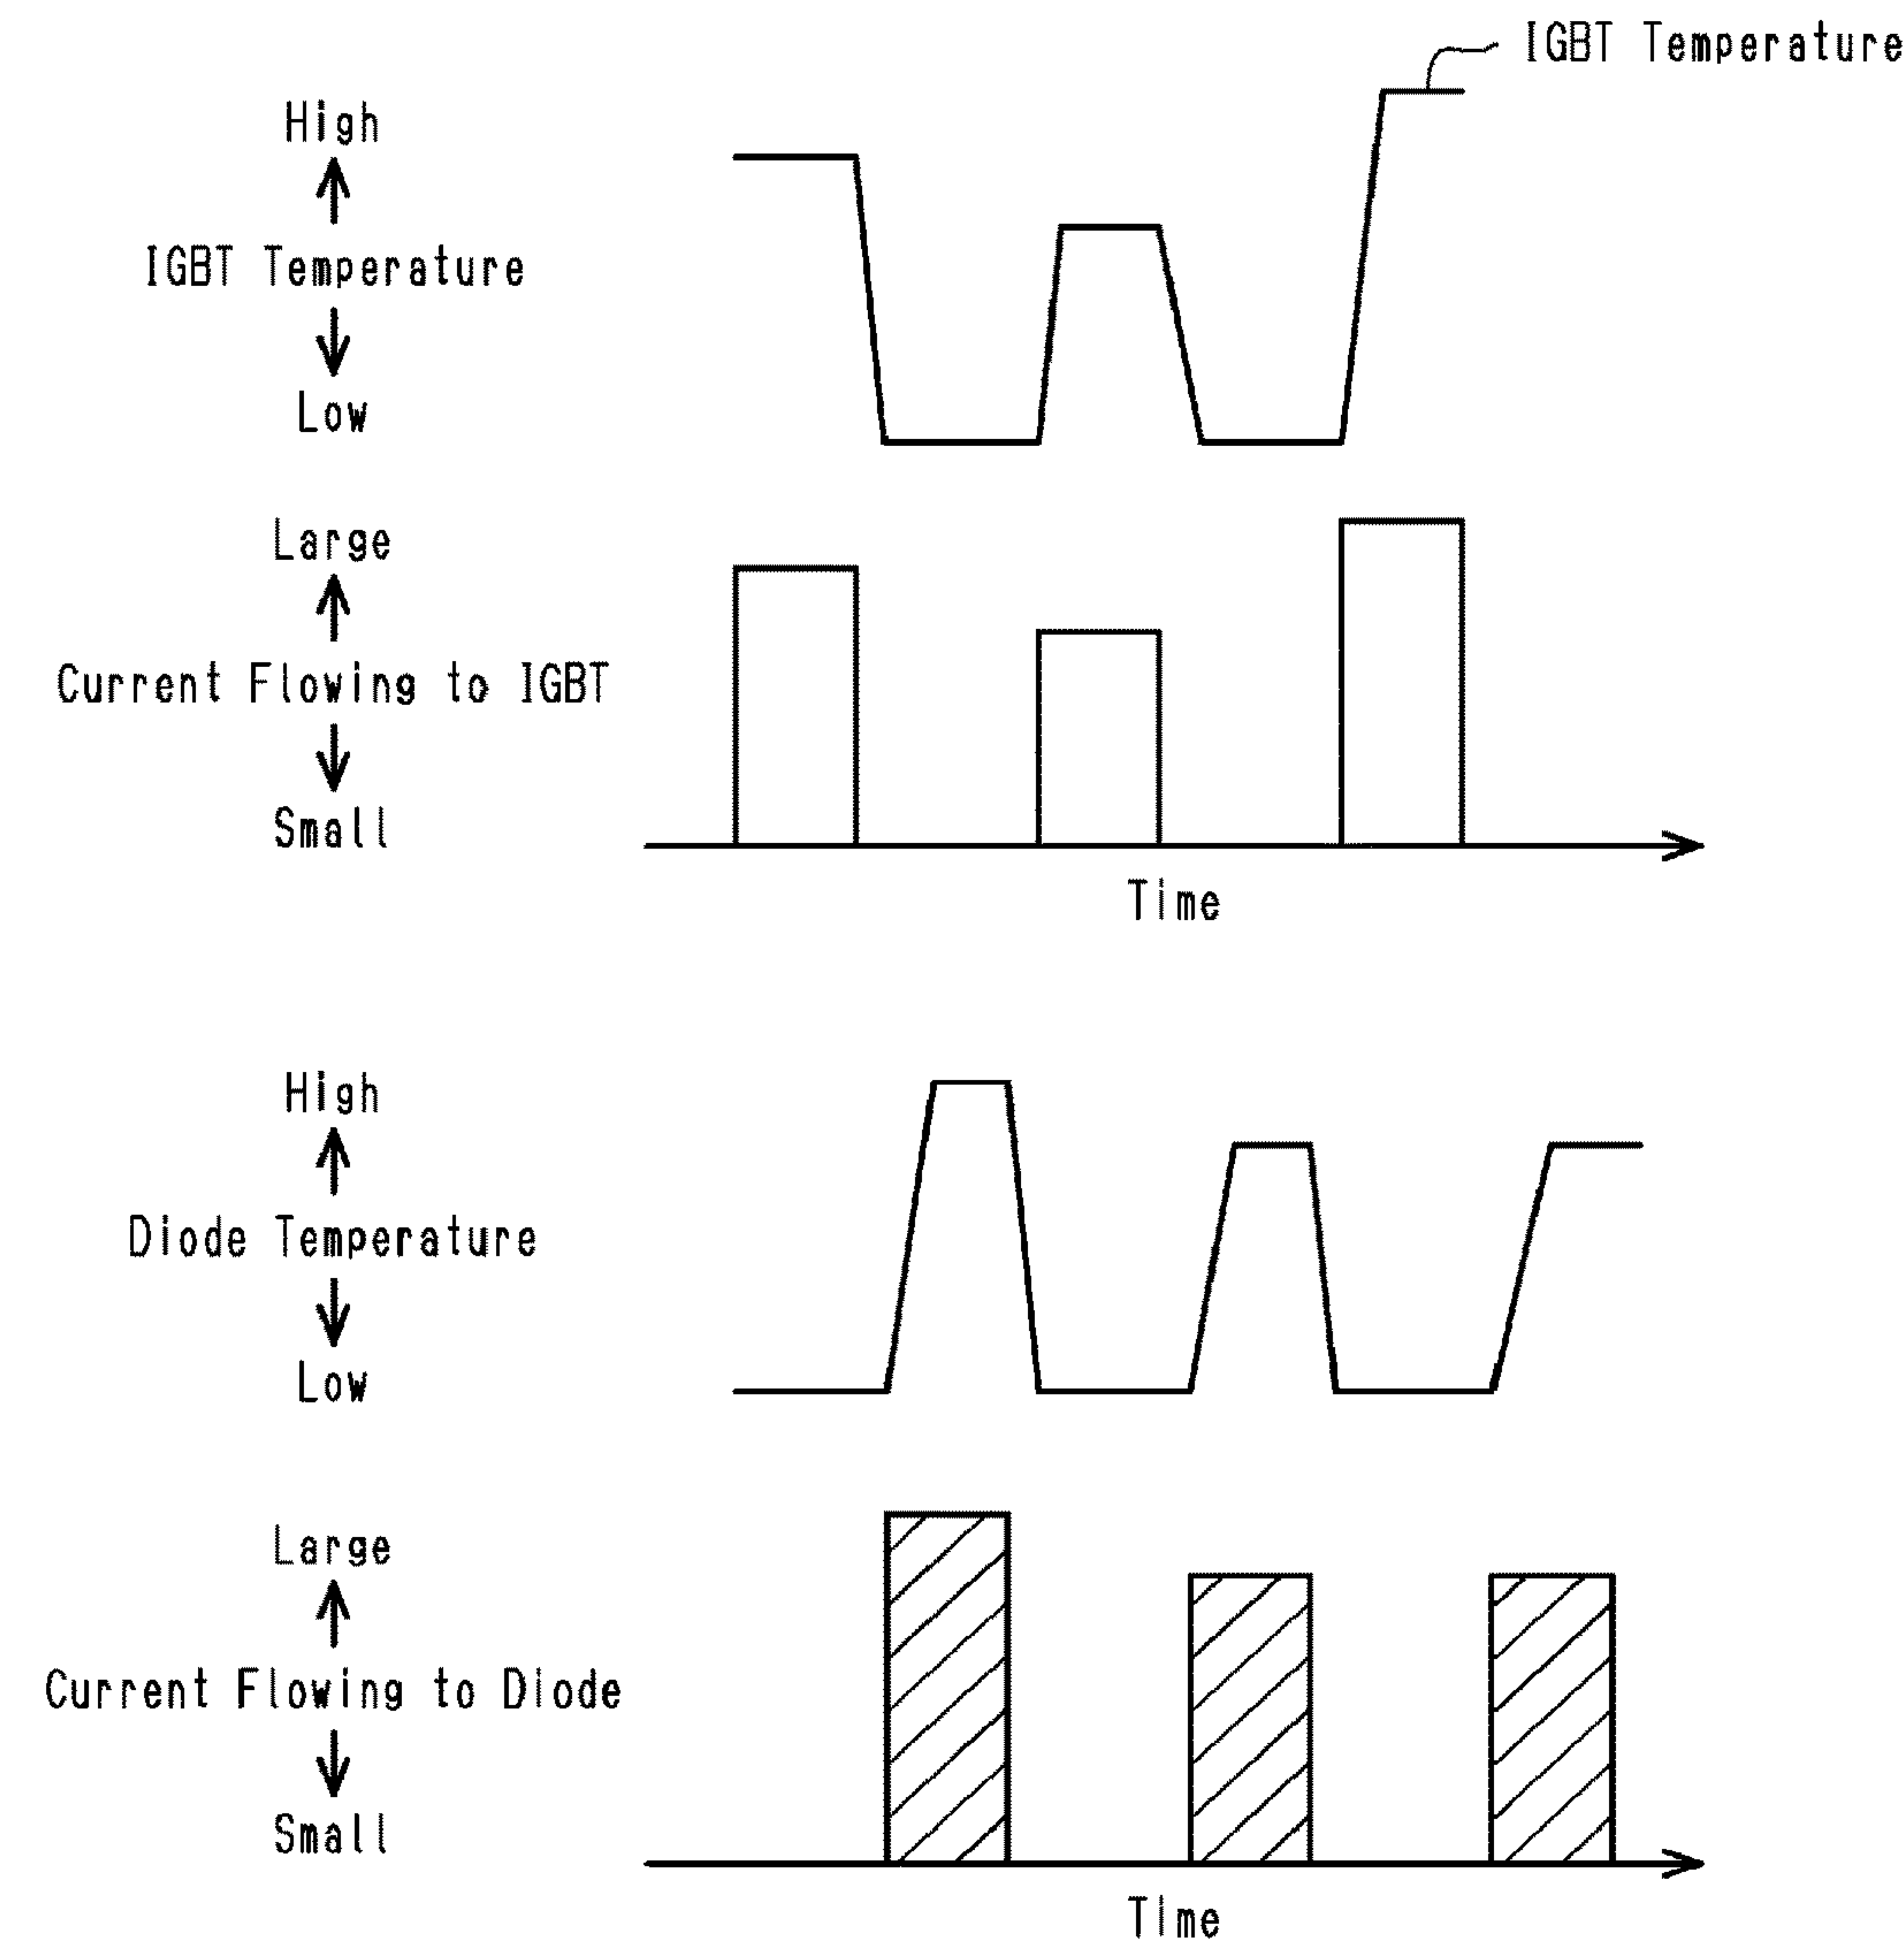 IGBT Temperature
High
IGBT Temperature
Low
Large
Current Flowing to IGBT
Small
Time
High
Diode Temperature
Low
Large
Current Flowing to Diode
Small
Time